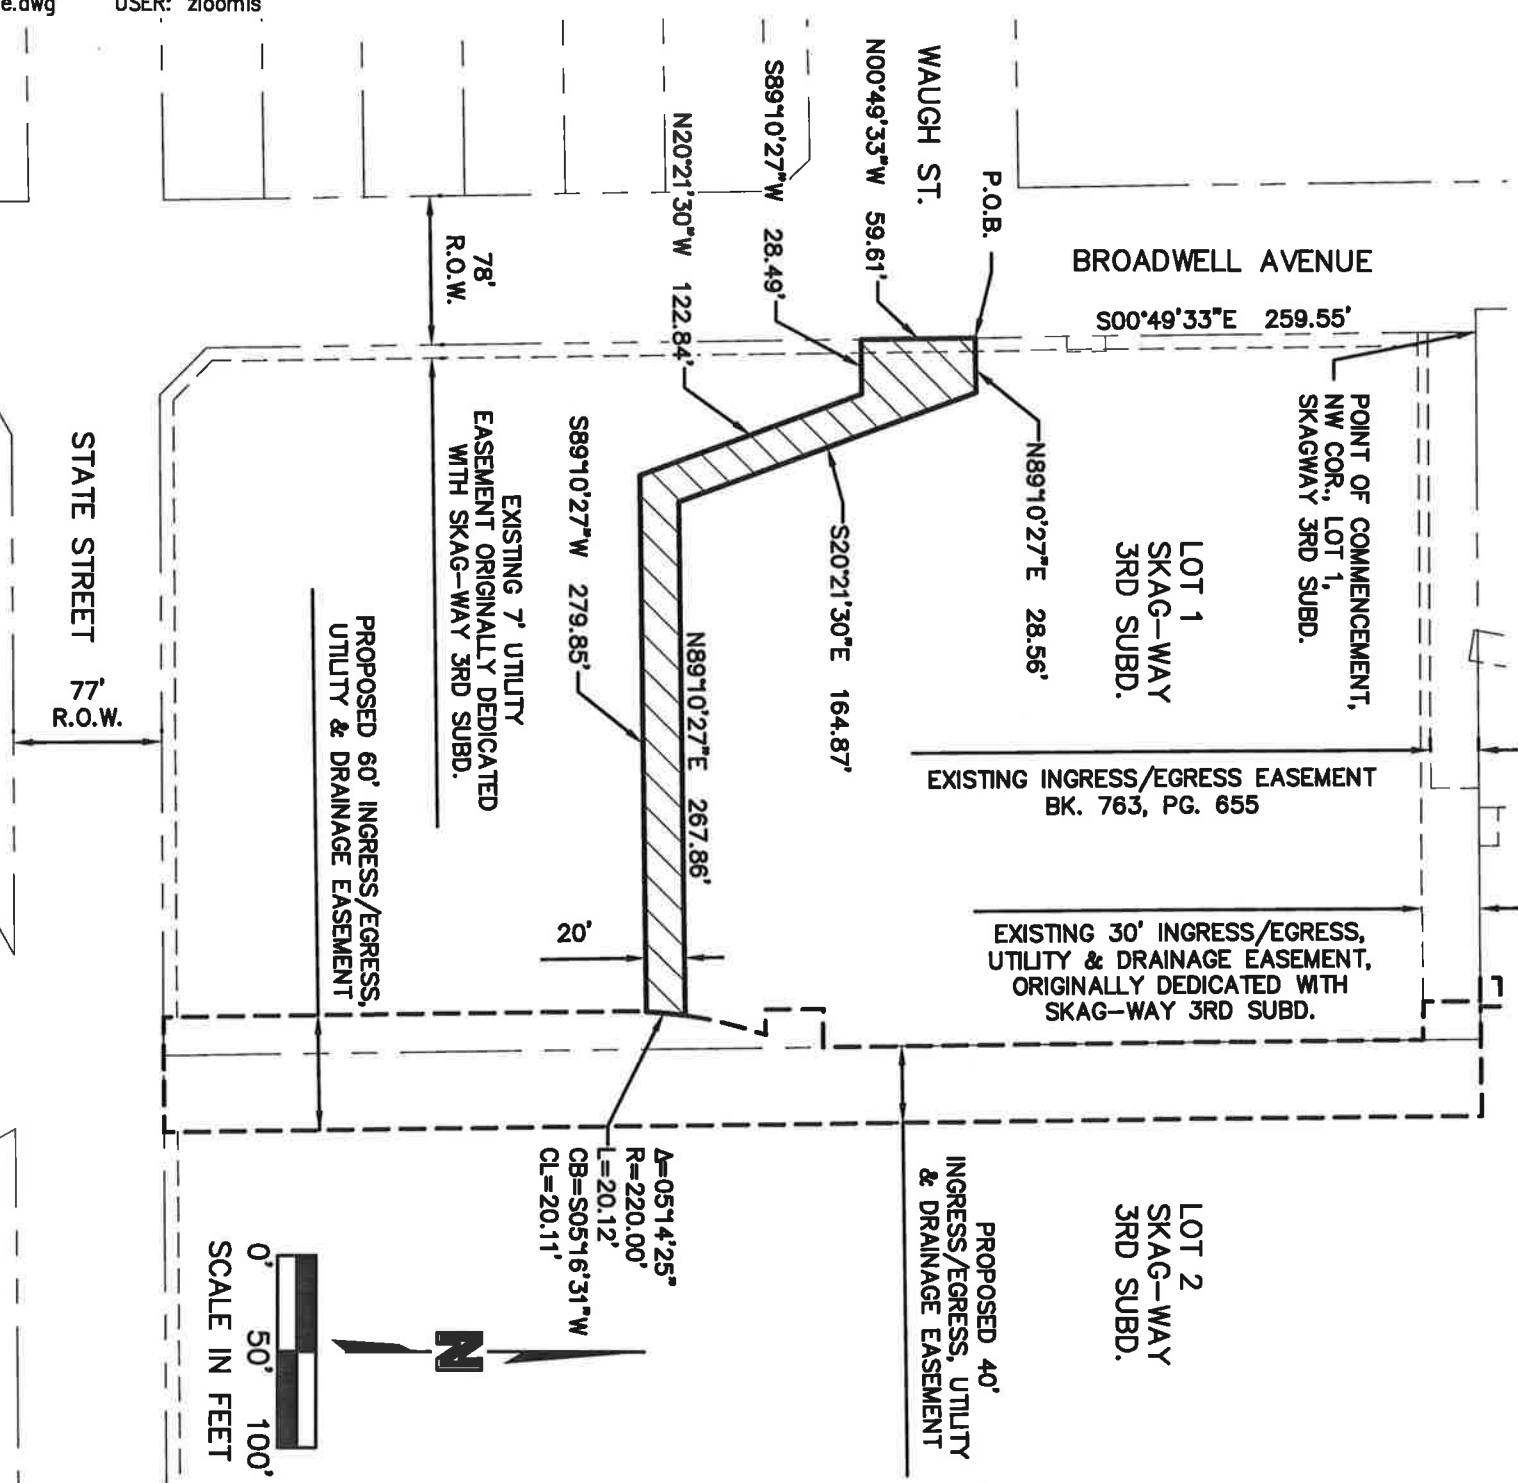 e.dwg USER: zloomis
WAUGH ST.
N00°49'33"W 59.61'
S89°10'27"W 28.49'
N20°21'30"W 122.84'
P.O.B.
BROADWELL AVENUE
S00°49'33"E 259.55'
POINT OF COMMENCEMENT,
NW COR., LOT 1,
SKAGWAY 3RD SUBD.
78'
R.O.W.
N89°10'27"E 28.56'
S20°21'30"E 164.87'
LOT 1
SKAG-WAY
3RD SUBD.
EXISTING 7' UTILITY
EASEMENT ORIGINALLY DEDICATED
WITH SKAG-WAY 3RD SUBD.
S89°10'27"W 279.85'
N89°10'27"E 267.86'
STATE STREET 77'
R.O.W.
PROPOSED 60' INGRESS/EGRESS,
UTILITY & DRAINAGE EASEMENT
EXISTING INGRESS/EGRESS EASEMENT
BK. 763, PG. 655
20'
EXISTING 30' INGRESS/EGRESS,
UTILITY & DRAINAGE EASEMENT,
ORIGINALLY DEDICATED WITH
SKAG-WAY 3RD SUBD.
Δ=05°14'25"
R=220.00'
L=20.12'
CB=S05°16'31"W
CL=20.11'
PROPOSED 40'
INGRESS/EGRESS, UTILITY
& DRAINAGE EASEMENT
LOT 2
SKAG-WAY
3RD SUBD.
N
0' 50' 100'
SCALE IN FEET